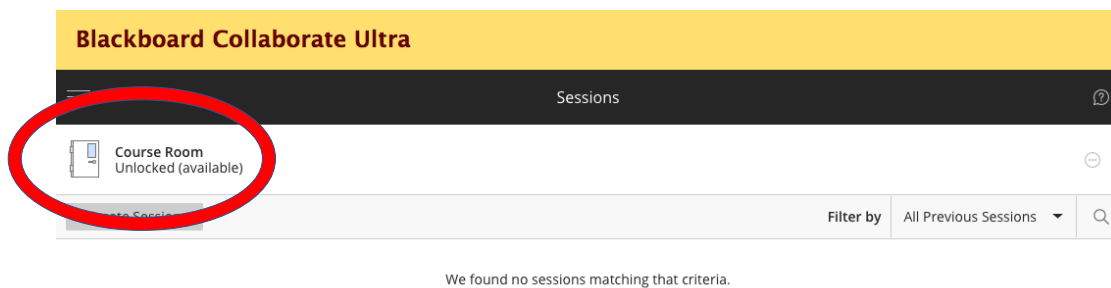 Blackboard Collaborate Ultra
Sessions
Course Room
Unlocked (available)
Filter by All Previous Sessions
We found no sessions matching that criteria.